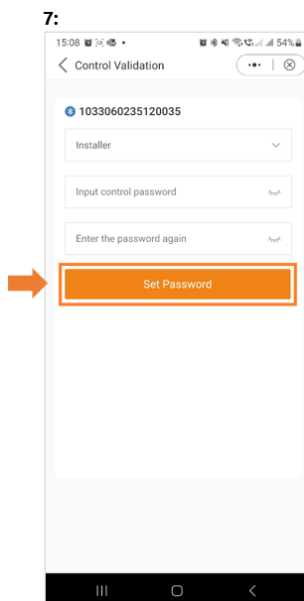 7:
15:08 54%
Control Validation
1033060235120035
Installer
Input control password
Enter the password again
Set Password